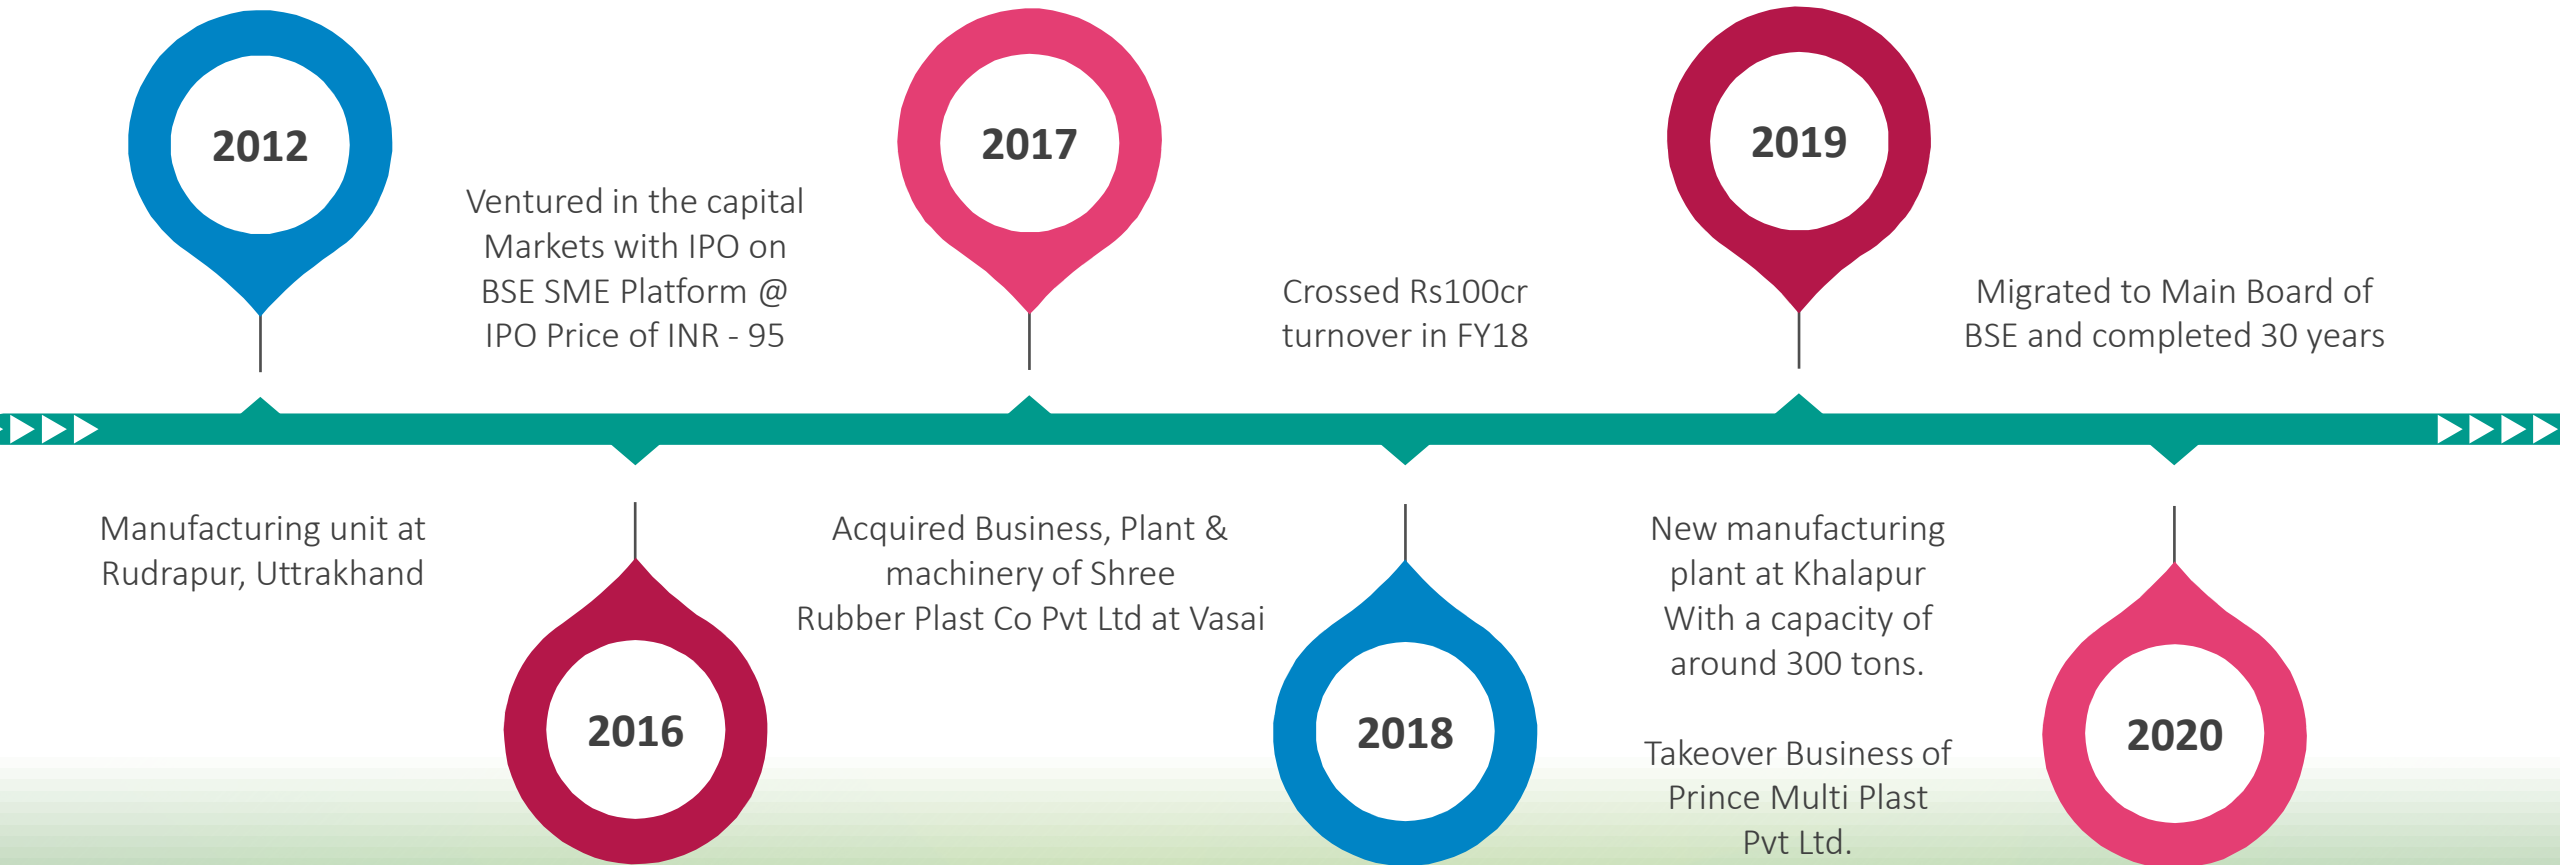 2012
Manufacturing unit at
Rudrapur, Uttrakhand
Ventured in the capital
Markets with IPO on
BSE SME Platform @
IPO Price of INR - 95
2016
2017
Acquired Business, Plant &
machinery of Shree
Rubber Plast Co Pvt Ltd at Vasai
Crossed Rs100cr
turnover in FY18
2018
2019
New manufacturing
plant at Khalapur
With a capacity of
around 300 tons.
Takeover Business of
Prince Multi Plast
Pvt Ltd.
Migrated to Main Board of
BSE and completed 30 years
2020